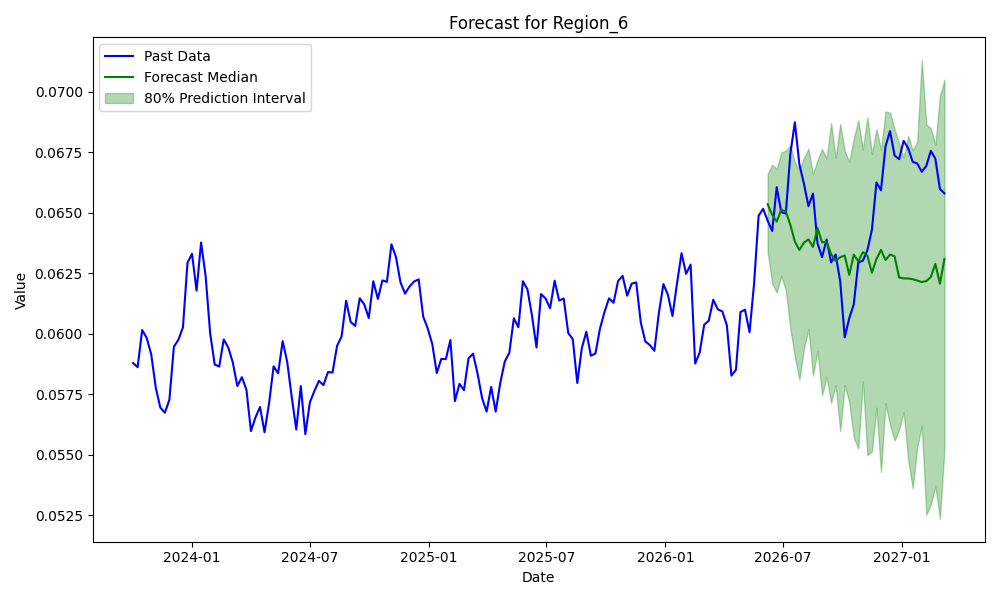 Forecast for Region_6
Past Data
Forecast Median
80% Prediction Interval
Value
0.0700
0.0675
0.0650
0.0625
0.0600
0.0575
0.0550
0.0525
2024-01
2024-07
2025-01
2025-07
2026-01
2026-07
2027-01
Date